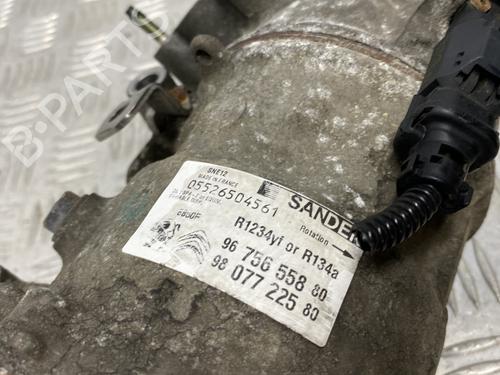 SNE12
MADE IN FRANCE
05526504561
SANDEN
Rotation
R1234yf or R134a
96 756 558 80
98 077 225 80
B-PARTS